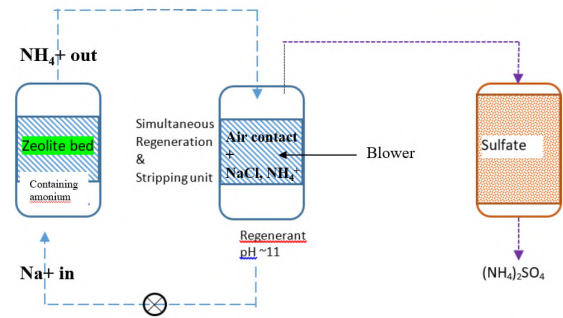 NH₄+ out
Zeolite bed
Containing
amonium
Na+ in
Simultaneous
Regeneration
&
Stripping unit
Air contact
+
NaCl, NH₄⁺
Blower
Regenerant
pH ~11
Sulfate
(NH₄)₂SO₄